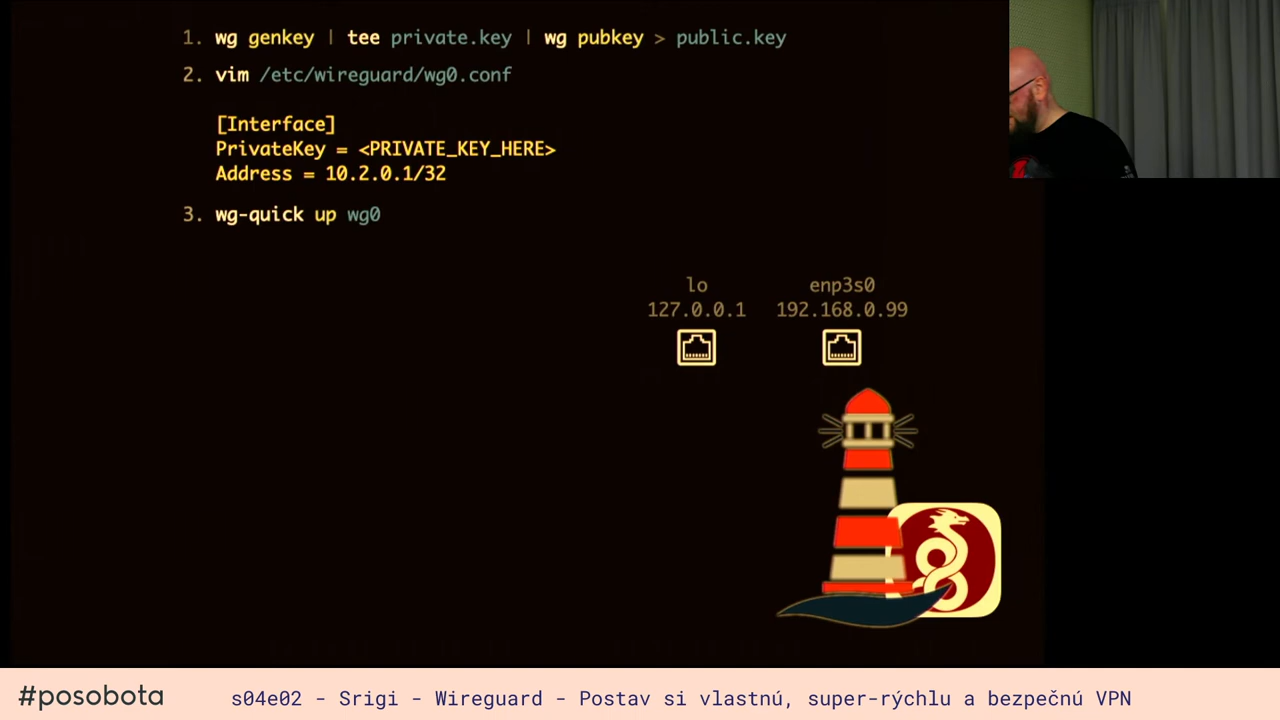 1. wg genkey | tee private.key | wg pubkey > public.key
2. vim /etc/wireguard/wg0.conf
[Interface]
PrivateKey = <PRIVATE_KEY_HERE>
Address = 10.2.0.1/32
3. wg-quick up wg0
lo
127.0.0.1
enp3s0
192.168.0.99
#posobota
s04e02 - Srigi - Wireguard - Postav si vlastnú, super-rýchlu a bezpečnú VPN